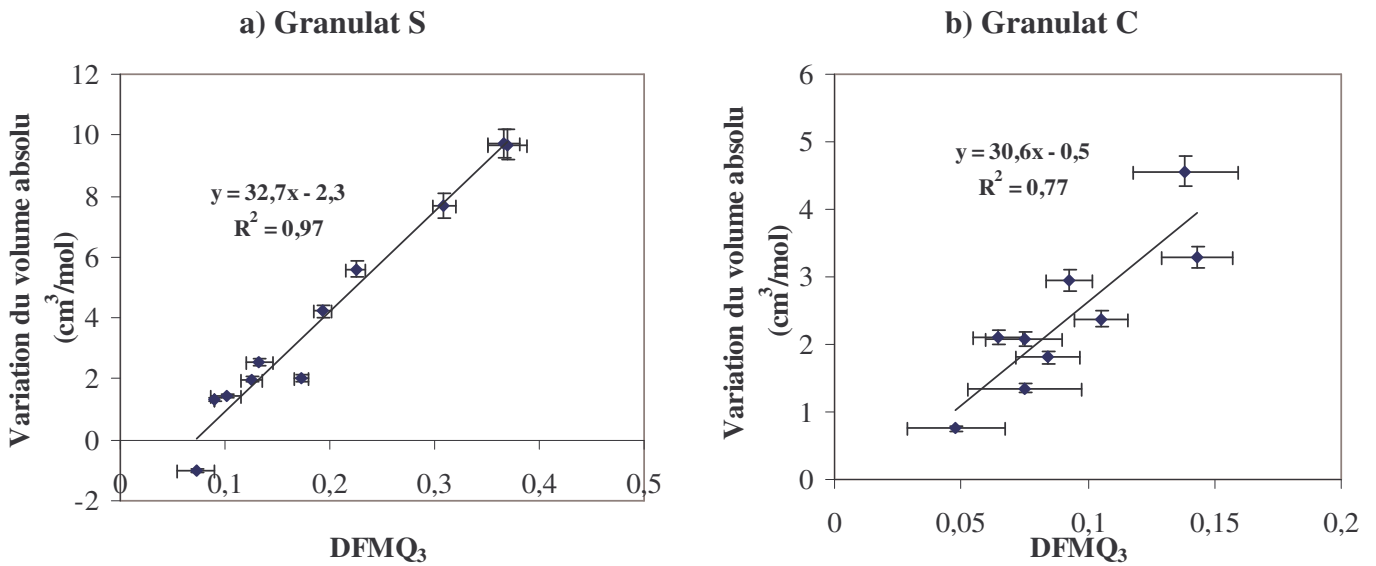 a) Granulat S
12
10
8
6
4
2
0
-2
0
0,1
0,2
0,3
0,4
0,5
y = 32,7x - 2,3
R² = 0,97
Variation du volume absolu
(cm³/mol)
DFMQ₃
b) Granulat C
6
5
4
3
2
1
0
0
0,05
0,1
0,15
0,2
y = 30,6x - 0,5
R² = 0,77
Variation du volume absolu
(cm³/mol)
DFMQ₃